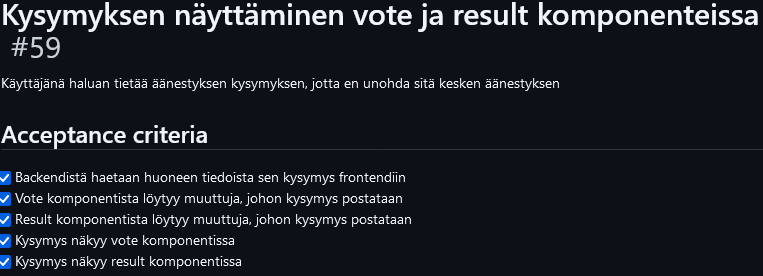 Kysymyksen näyttäminen vote ja result komponenteissa
#59
Käyttäjänä haluan tietää äänestyksen kysymyksen, jotta en unohda sitä kesken äänestyksen
Acceptance criteria
Backendistä haetaan huoneen tiedoista sen kysymys frontendiin
Vote komponentista löytyy muuttuja, johon kysymys postataan
Result komponentista löytyy muuttuja, johon kysymys postataan
Kysymys näkyy vote komponentissa
Kysymys näkyy result komponentissa